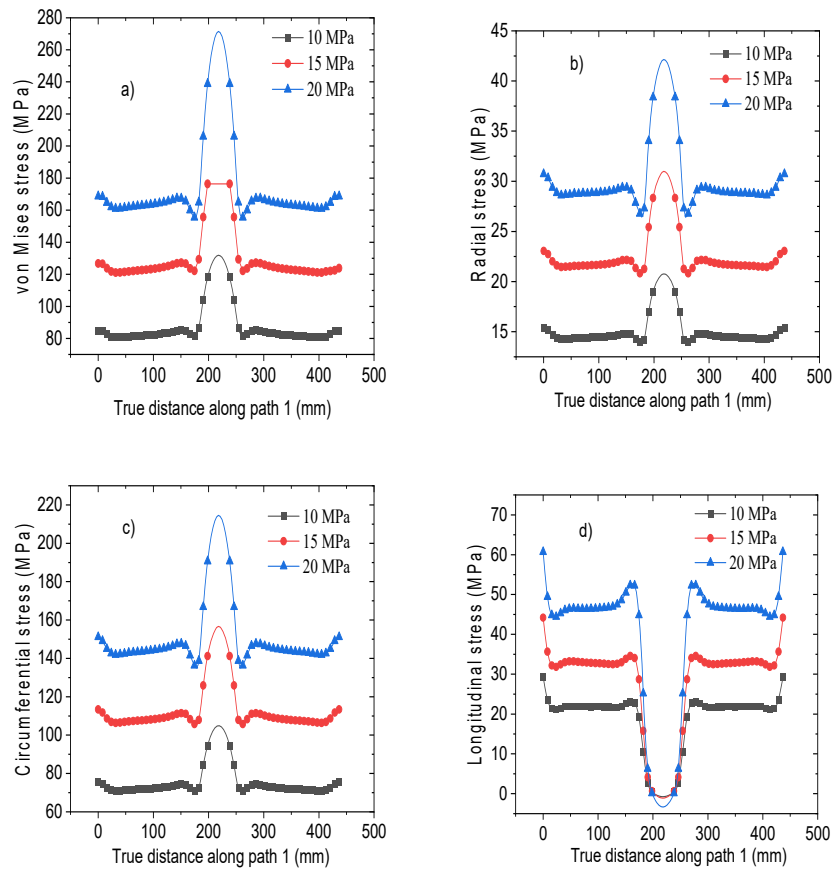 280
260
240
220
200
180
160
140
120
100
80
von Mises stress (MPa)
a)
10 MPa
15 MPa
20 MPa
0 100 200 300 400 500
True distance along path 1 (mm)
45
40
35
30
25
20
15
Radial stress (MPa)
b)
10 MPa
15 MPa
20 MPa
0 100 200 300 400 500
True distance along path 1 (mm)
220
200
180
160
140
120
100
80
60
Circumferential stress (MPa)
c)
10 MPa
15 MPa
20 MPa
0 100 200 300 400 500
True distance along path 1 (mm)
70
60
50
40
30
20
10
0
Longitudinal stress (MPa)
d)
10 MPa
15 MPa
20 MPa
0 100 200 300 400 500
True distance along path 1 (mm)